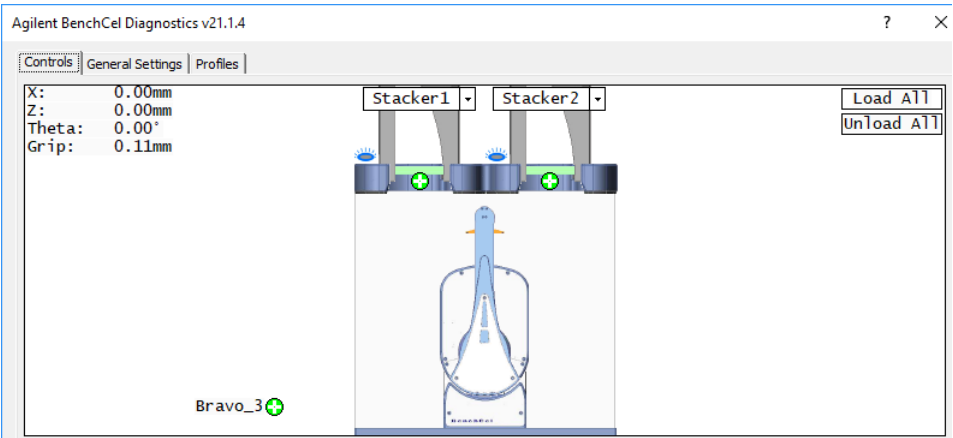 Agilent BenchCel Diagnostics v21.1.4
?
Controls General Settings Profiles
X: 0.00mm
Z: 0.00mm
Theta: 0.00°
Grip: 0.11mm
Stacker1
Stacker2
Load All
Unload All
Bravo_3
BenchCel